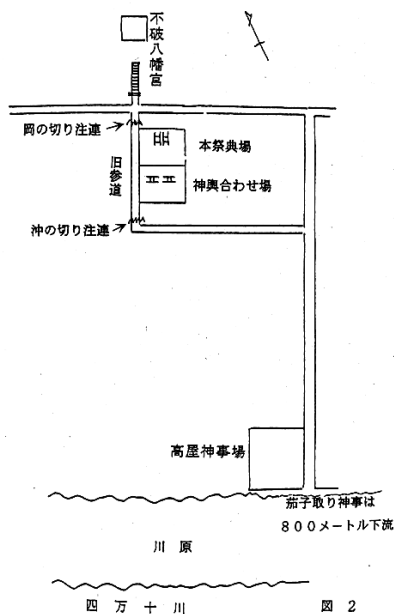 不破八幡宮
岡の切り注連
旧参道
本祭典場
神輿合わせ場
沖の切り注連
高屋神事場
茄子取り神事は
800メートル下流
川原
四万十川
図2